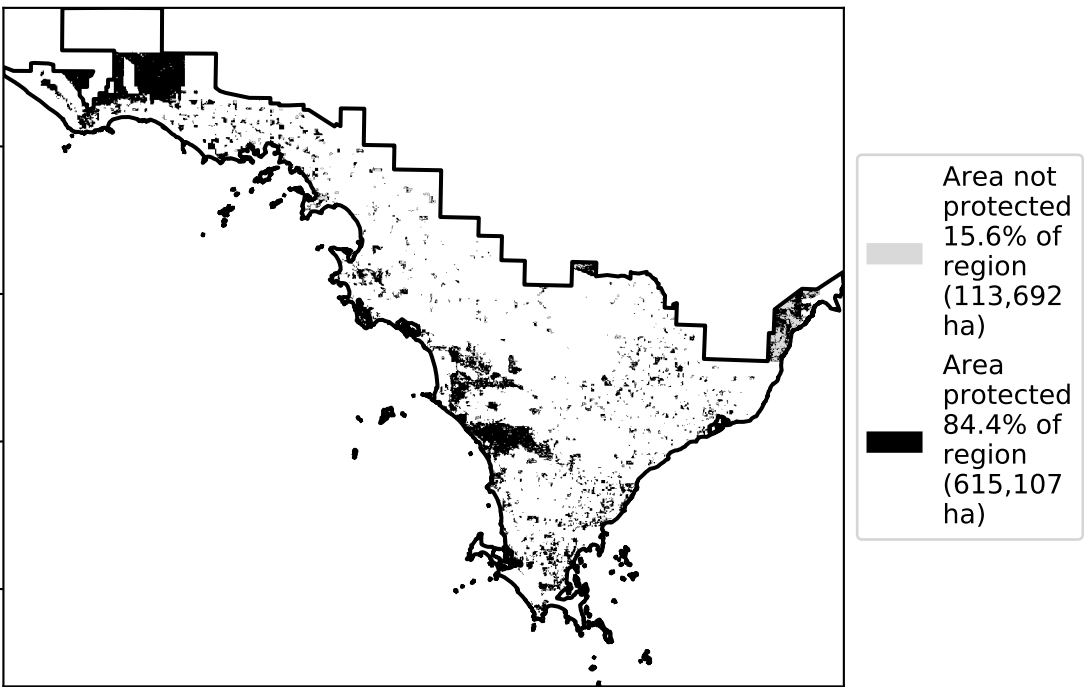 Area not
protected
15.6% of
region
(113,692
ha)
Area
protected
84.4% of
region
(615,107
ha)